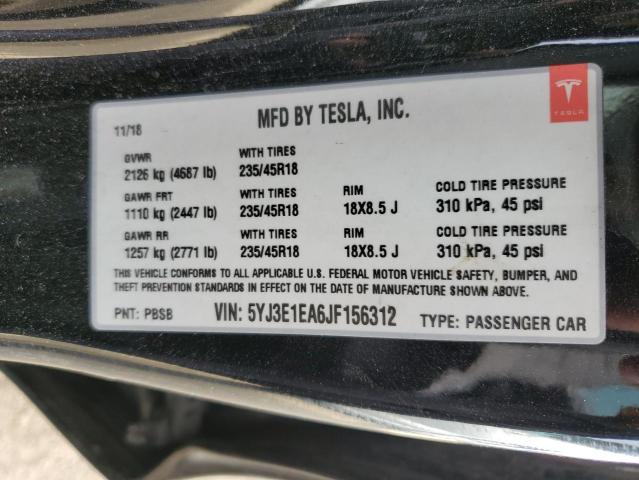 MFD BY TESLA, INC.
TESLA
11/18
GVWR WITH TIRES
2126 kg (4687 lb) 235/45R18
GAWR FRT WITH TIRES RIM COLD TIRE PRESSURE
1110 kg (2447 lb) 235/45R18 18X8.5 J 310 kPa, 45 psi
GAWR RR WITH TIRES RIM COLD TIRE PRESSURE
1257 kg (2771 lb) 235/45R18 18X8.5 J 310 kPa, 45 psi
THIS VEHICLE CONFORMS TO ALL APPLICABLE U.S. FEDERAL MOTOR VEHICLE SAFETY, BUMPER, AND
THEFT PREVENTION STANDARDS IN EFFECT ON THE DATE OF MANUFACTURE SHOWN ABOVE.
PNT: PBSB VIN: 5YJ3E1EA6JF156312 TYPE: PASSENGER CAR